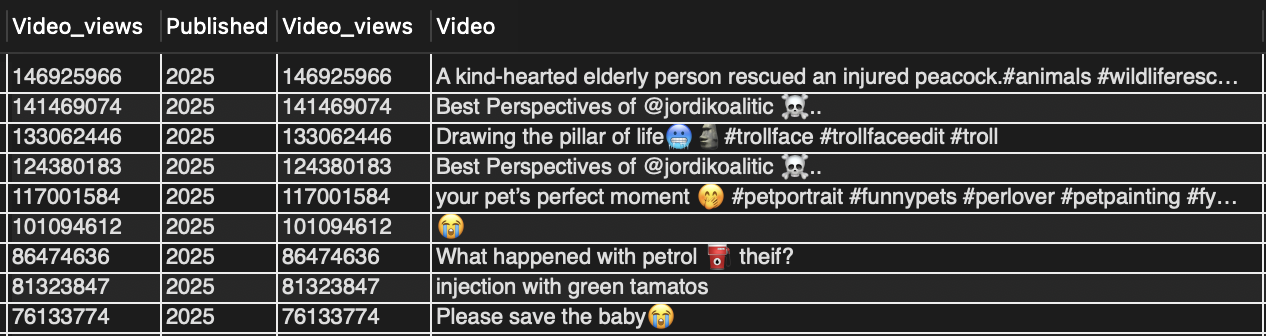 Video_views Published Video_views Video
146925966 2025 146925966 A kind-hearted elderly person rescued an injured peacock.#animals #wildliferesc...
141469074 2025 141469074 Best Perspectives of @jordikoalitic ☠️..
133062446 2025 133062446 Drawing the pillar of life🥶🗿#trollface #trollfaceedit #troll
124380183 2025 124380183 Best Perspectives of @jordikoalitic ☠️..
117001584 2025 117001584 your pet's perfect moment 🤭 #petportrait #funnypets #perlover #petpainting #fy...
101094612 2025 101094612 😭
86474636 2025 86474636 What happened with petrol ⛽ theif?
81323847 2025 81323847 injection with green tamatos
76133774 2025 76133774 Please save the baby😭